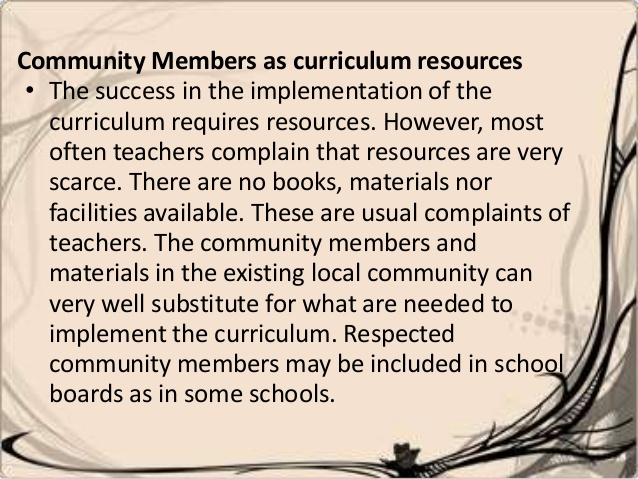 Community Members as curriculum resources
• The success in the implementation of the
curriculum requires resources. However, most
often teachers complain that resources are very
scarce. There are no books, materials nor
facilities available. These are usual complaints of
teachers. The community members and
materials in the existing local community can
very well substitute for what are needed to
implement the curriculum. Respected
community members may be included in school
boards as in some schools.